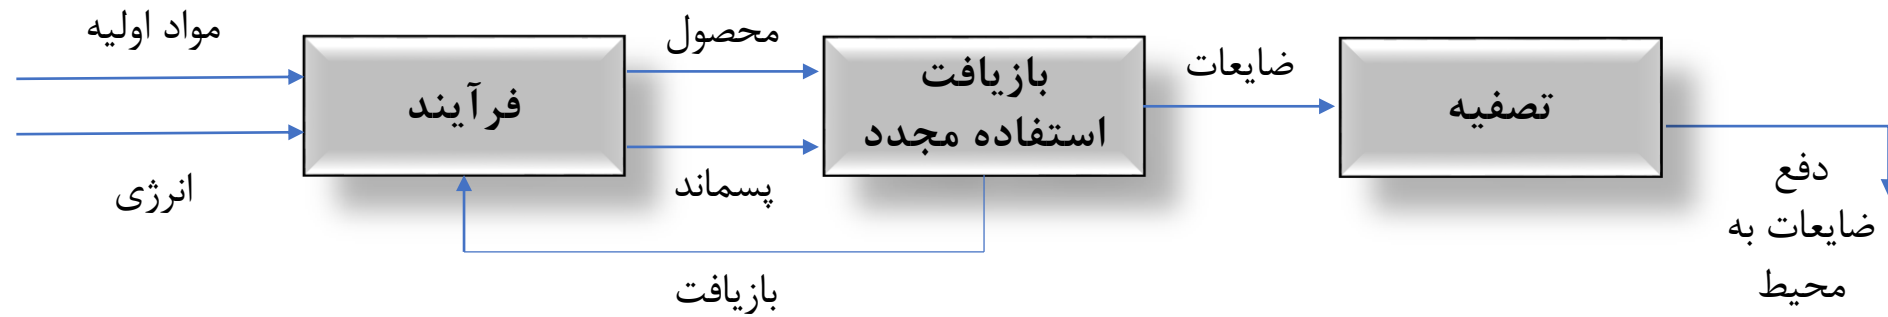 مواد اولیه
انرژی
فرآیند
محصول
پسماند
بازیافت
استفاده مجدد
بازیافت
ضایعات
تصفیه
دفع
ضایعات به
محیط